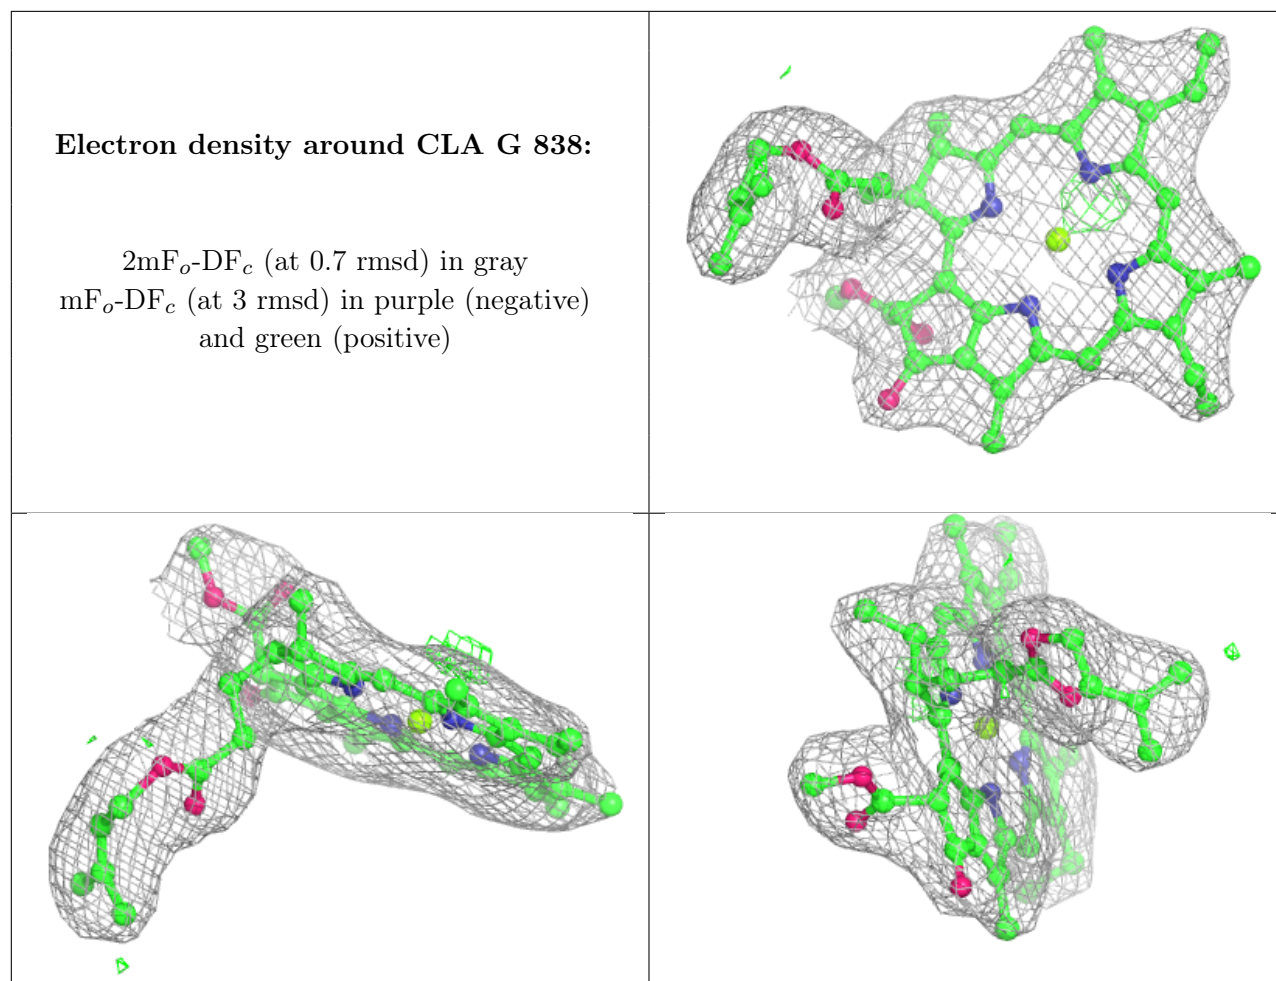 Electron density around CLA G 838:
2mFo-DFc (at 0.7 rmsd) in gray
mFo-DFc (at 3 rmsd) in purple (negative)
and green (positive)